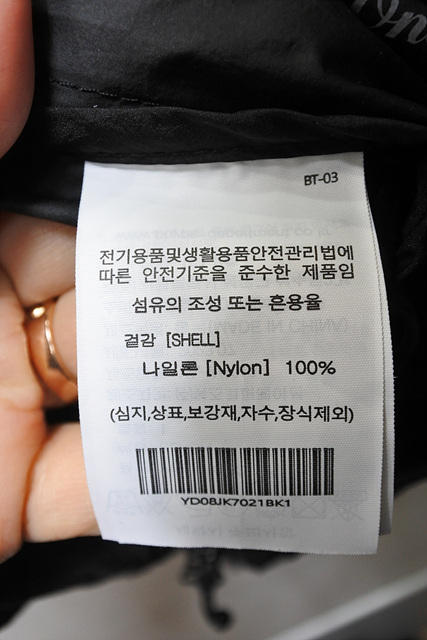 BT-03
전기용품및생활용품안전관리법에
따른 안전기준을 준수한 제품임
섬유의 조성 또는 혼용율
겉감 [SHELL]
나일론 [Nylon] 100%
(심지,상표,보강재,자수,장식제외)
YD08JK7021BK1